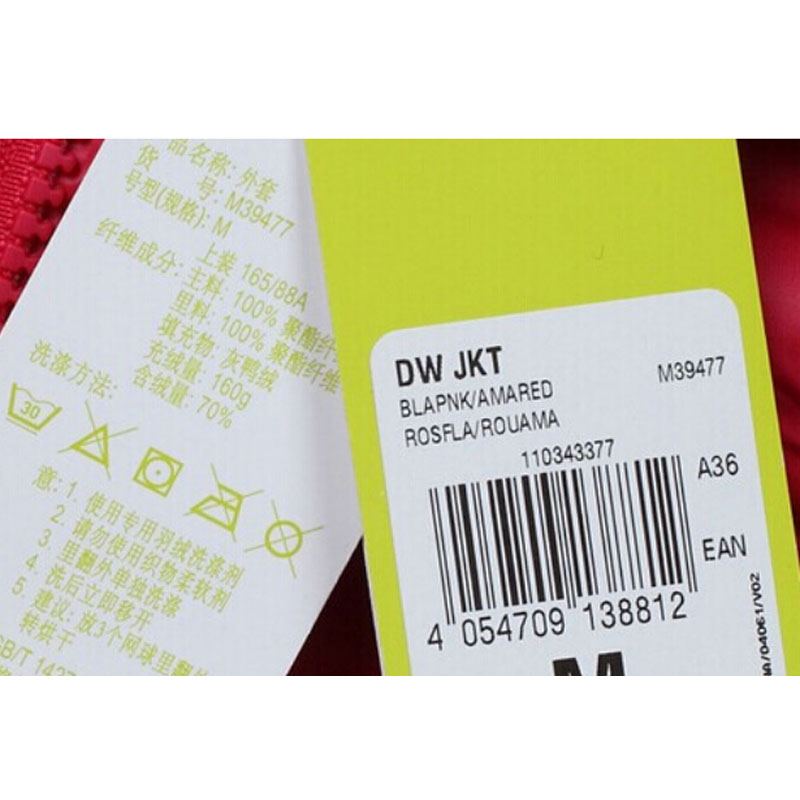 品名称: 外套
货 号: M39477
号型(规格): M
上装 165/88A
纤维成分: 主料: 100% 聚酯纤
里料: 100% 聚酯纤维
填充物: 灰鸭绒
充绒量: 160g
含绒量: 70%
洗涤方法:
30
意: 1. 使用专用羽绒洗涤剂
2. 请勿使用织物柔软剂
3. 里翻外单独洗涤
4. 洗后立即移开
5. 建议: 放3个网球里翻
转烘干
GB/T 1427
DW JKT
M39477
BLAPNK/AMARED
ROSFLA/ROUAMA
110343377
A36
EAN
4 054709 138812
M
/04061/V02